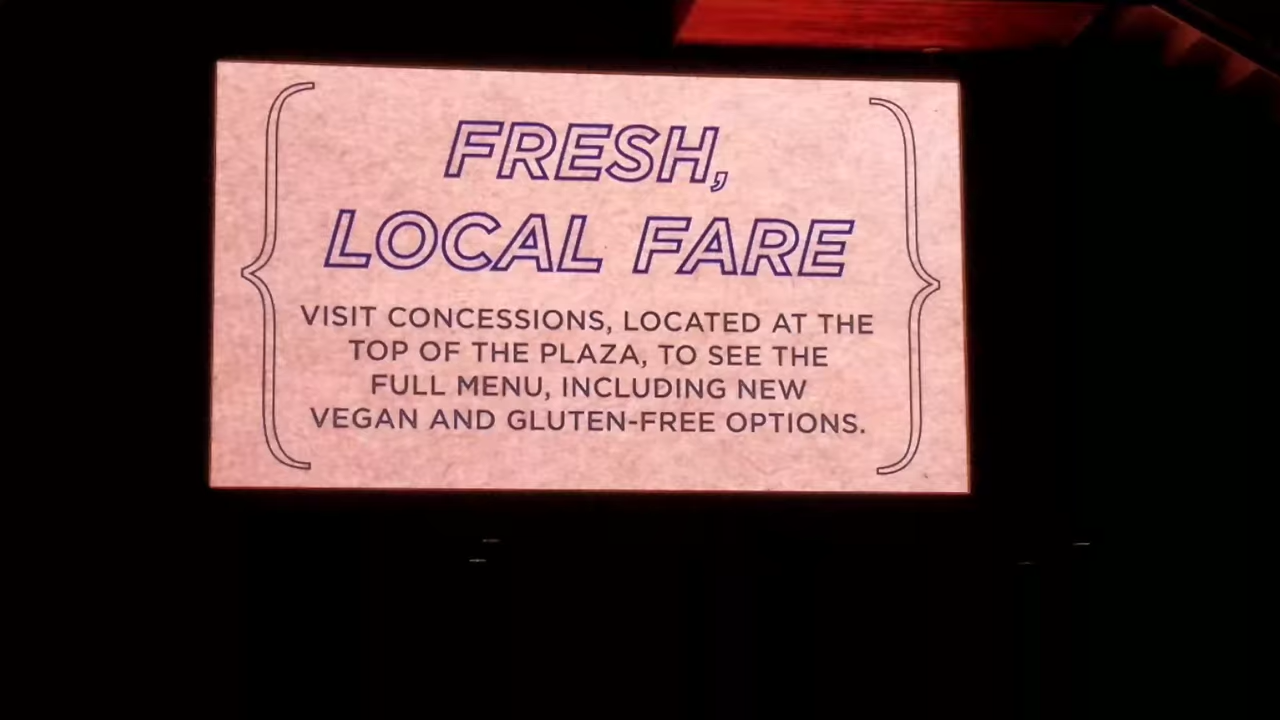 FRESH,
LOCAL FARE
VISIT CONCESSIONS, LOCATED AT THE
TOP OF THE PLAZA, TO SEE THE
FULL MENU, INCLUDING NEW
VEGAN AND GLUTEN-FREE OPTIONS.